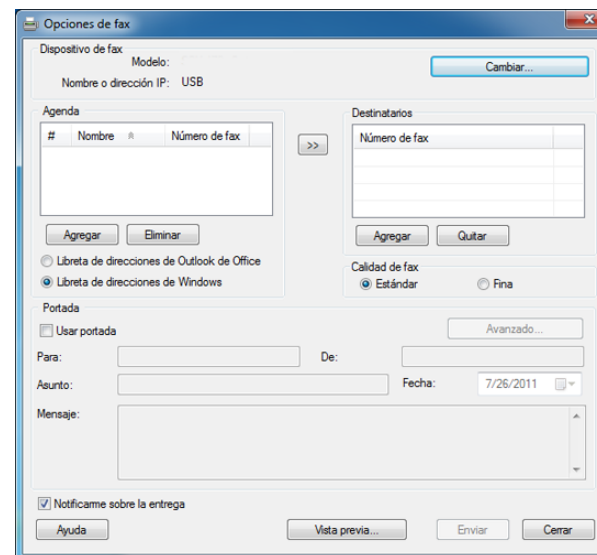 Opciones de fax
Dispositivo de fax
Modelo:
Cambiar...
Nombre o dirección IP: USB
Agenda
# Nombre Número de fax
>>
Destinatarios
Número de fax
Agregar Eliminar
Agregar Quitar
Libreta de direcciones de Outlook de Office
Libreta de direcciones de Windows
Calidad de fax
Estándar Fina
Portada
Usar portada
Avanzado...
Para: De:
Asunto: Fecha: 7/26/2011
Mensaje:
Notificarme sobre la entrega
Ayuda Vista previa... Enviar Cerrar